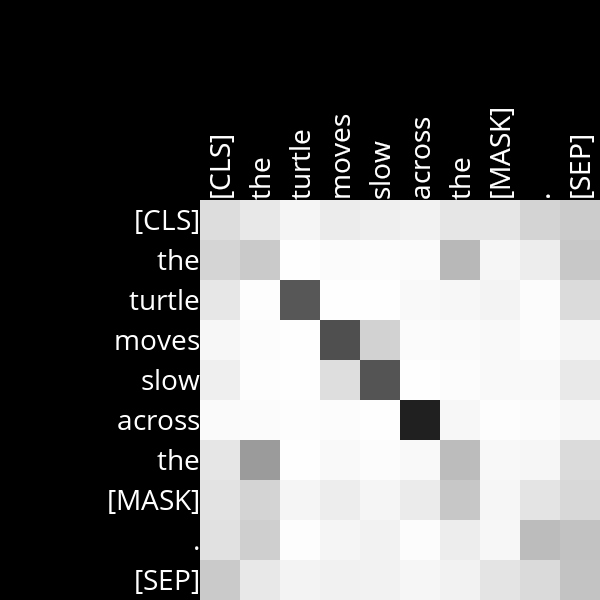 [CLS] the turtle moves slow across the [MASK] . [SEP]
[CLS]
the
turtle
moves
slow
across
the
[MASK]
.
[SEP]